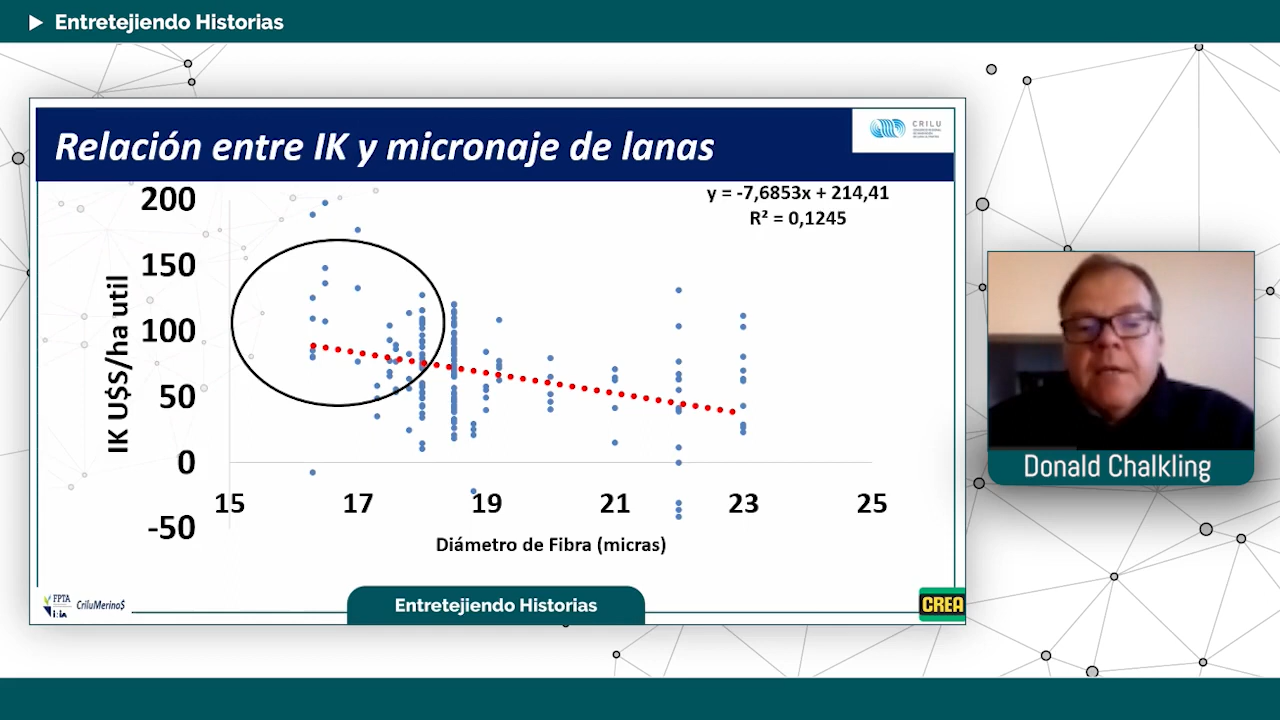 Entretejiendo Historias
Relación entre IK y micronaje de lanas
CRILU
y = -7,6853x + 214,41
R² = 0,1245
200
150
100
50
0
-50
IK U$S/ha util
15 17 19 21 23 25
Diámetro de Fibra (micras)
Donald Chalkling
FPTA
CriluMerino$
Entretejiendo Historias
CREA